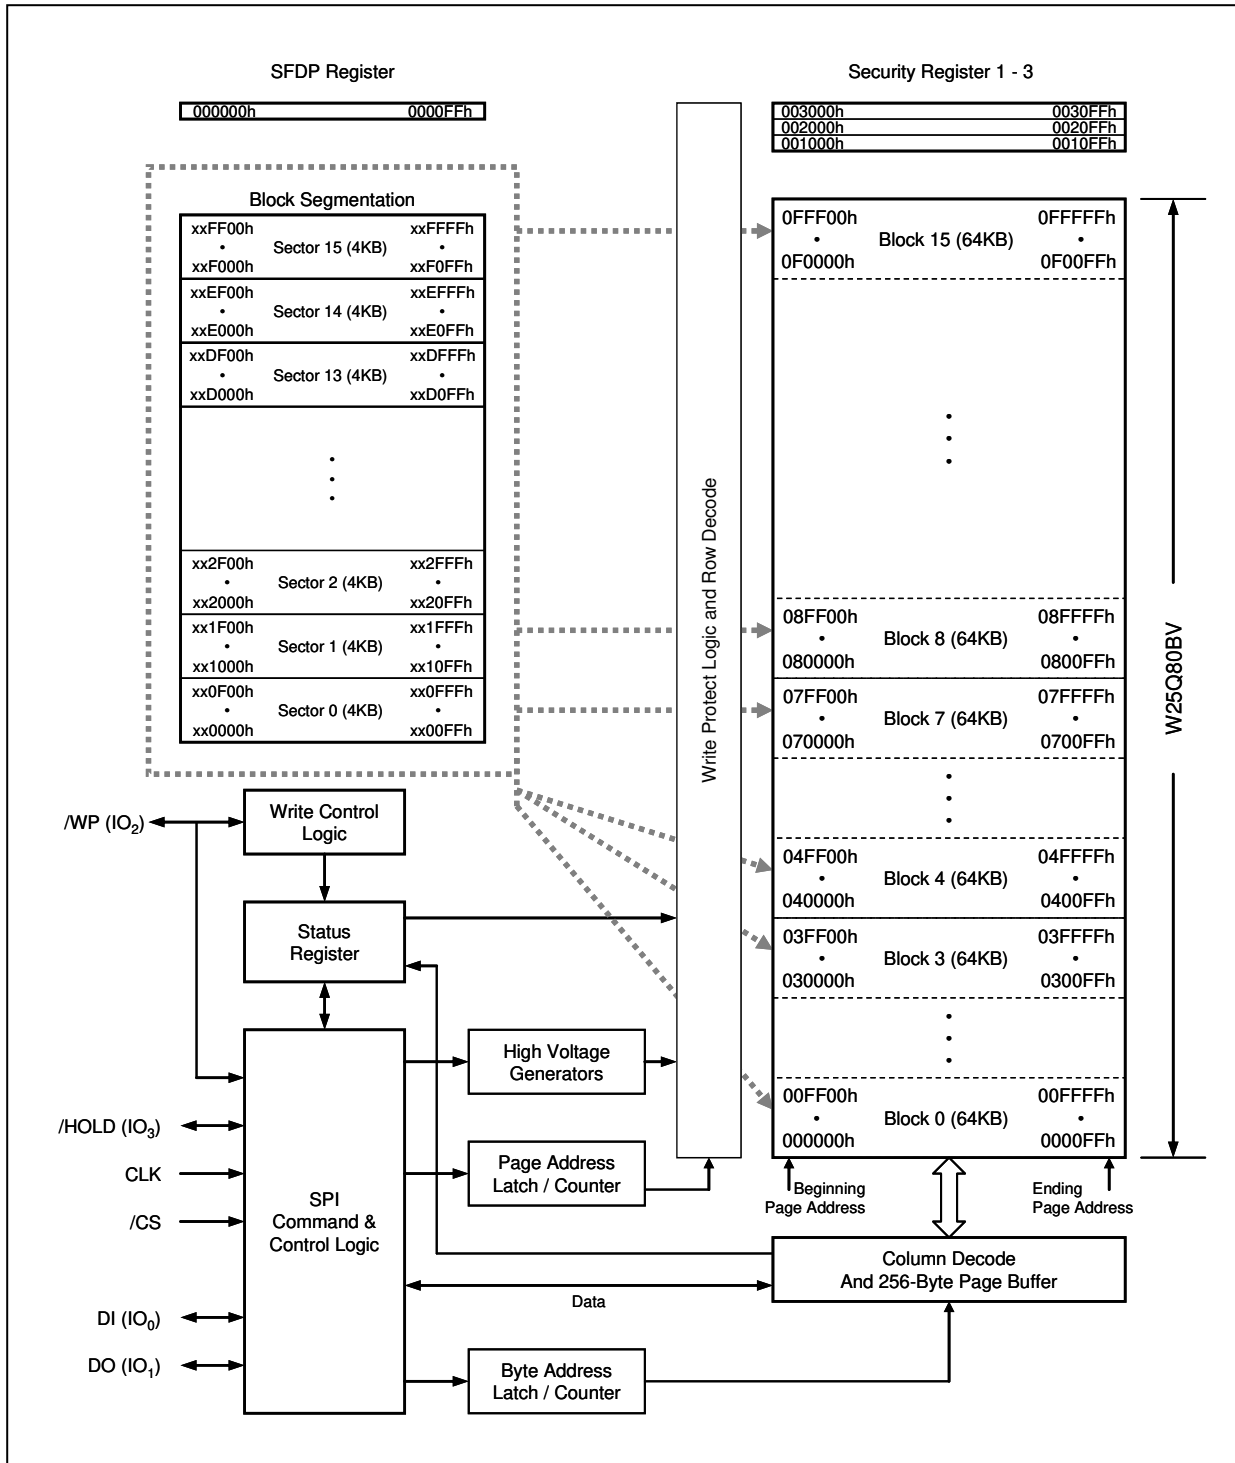 SFDP Register
000000h 0000FFh
Security Register 1 - 3
003000h 0030FFh
002000h 0020FFh
001000h 0010FFh
Block Segmentation
xxFF00h xxFFFFh
• Sector 15 (4KB) •
xxF000h xxF0FFh
xxEF00h xxEFFFh
• Sector 14 (4KB) •
xxE000h xxE0FFh
xxDF00h xxDFFFh
• Sector 13 (4KB) •
xxD000h xxD0FFh
xx2F00h xx2FFFh
• Sector 2 (4KB) •
xx2000h xx20FFh
xx1F00h xx1FFFh
• Sector 1 (4KB) •
xx1000h xx10FFh
xx0F00h xx0FFFh
• Sector 0 (4KB) •
xx0000h xx00FFh
Write Protect Logic and Row Decode
0FFF00h 0FFFFFh
• Block 15 (64KB) •
0F0000h 0F00FFh
08FF00h 08FFFFh
• Block 8 (64KB) •
080000h 0800FFh
07FF00h 07FFFFh
• Block 7 (64KB) •
070000h 0700FFh
04FF00h 04FFFFh
• Block 4 (64KB) •
040000h 0400FFh
03FF00h 03FFFFh
• Block 3 (64KB) •
030000h 0300FFh
00FF00h 00FFFFh
• Block 0 (64KB) •
000000h 0000FFh
W25Q80BV
Beginning
Page Address
Ending
Page Address
/WP (IO2)
Write Control
Logic
Status
Register
High Voltage
Generators
/HOLD (IO3)
CLK
/CS
DI (IO0)
DO (IO1)
SPI
Command &
Control Logic
Page Address
Latch / Counter
Column Decode
And 256-Byte Page Buffer
Data
Byte Address
Latch / Counter